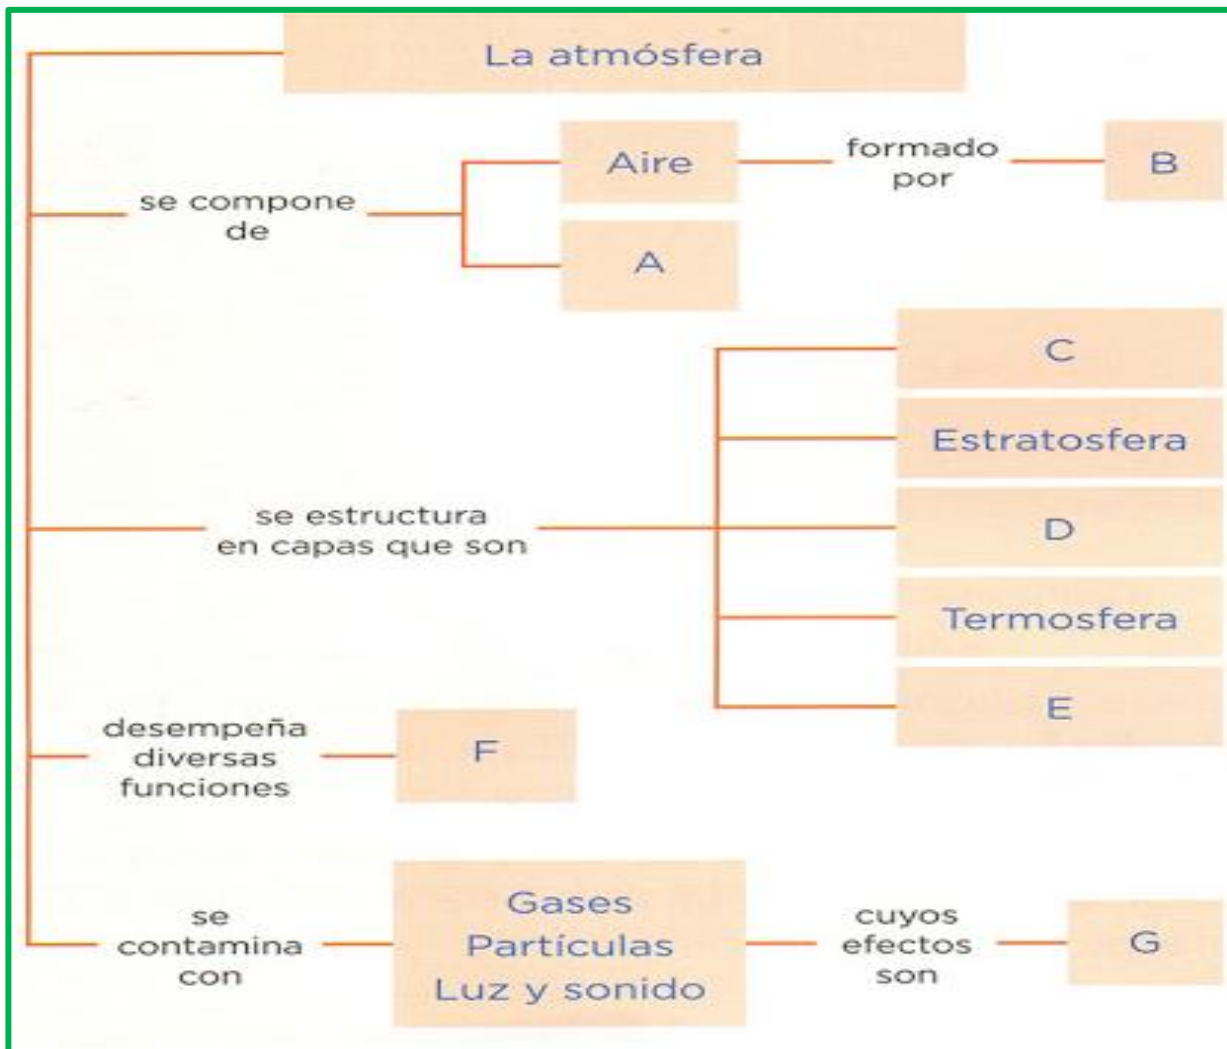 La atmósfera
se compone
de
Aire
formado
por
B
A
se estructura
en capas que son
C
Estratosfera
D
Termosfera
E
desempeña
diversas
funciones
F
se
contamina
con
Gases
Partículas
Luz y sonido
cuyos
efectos
son
G